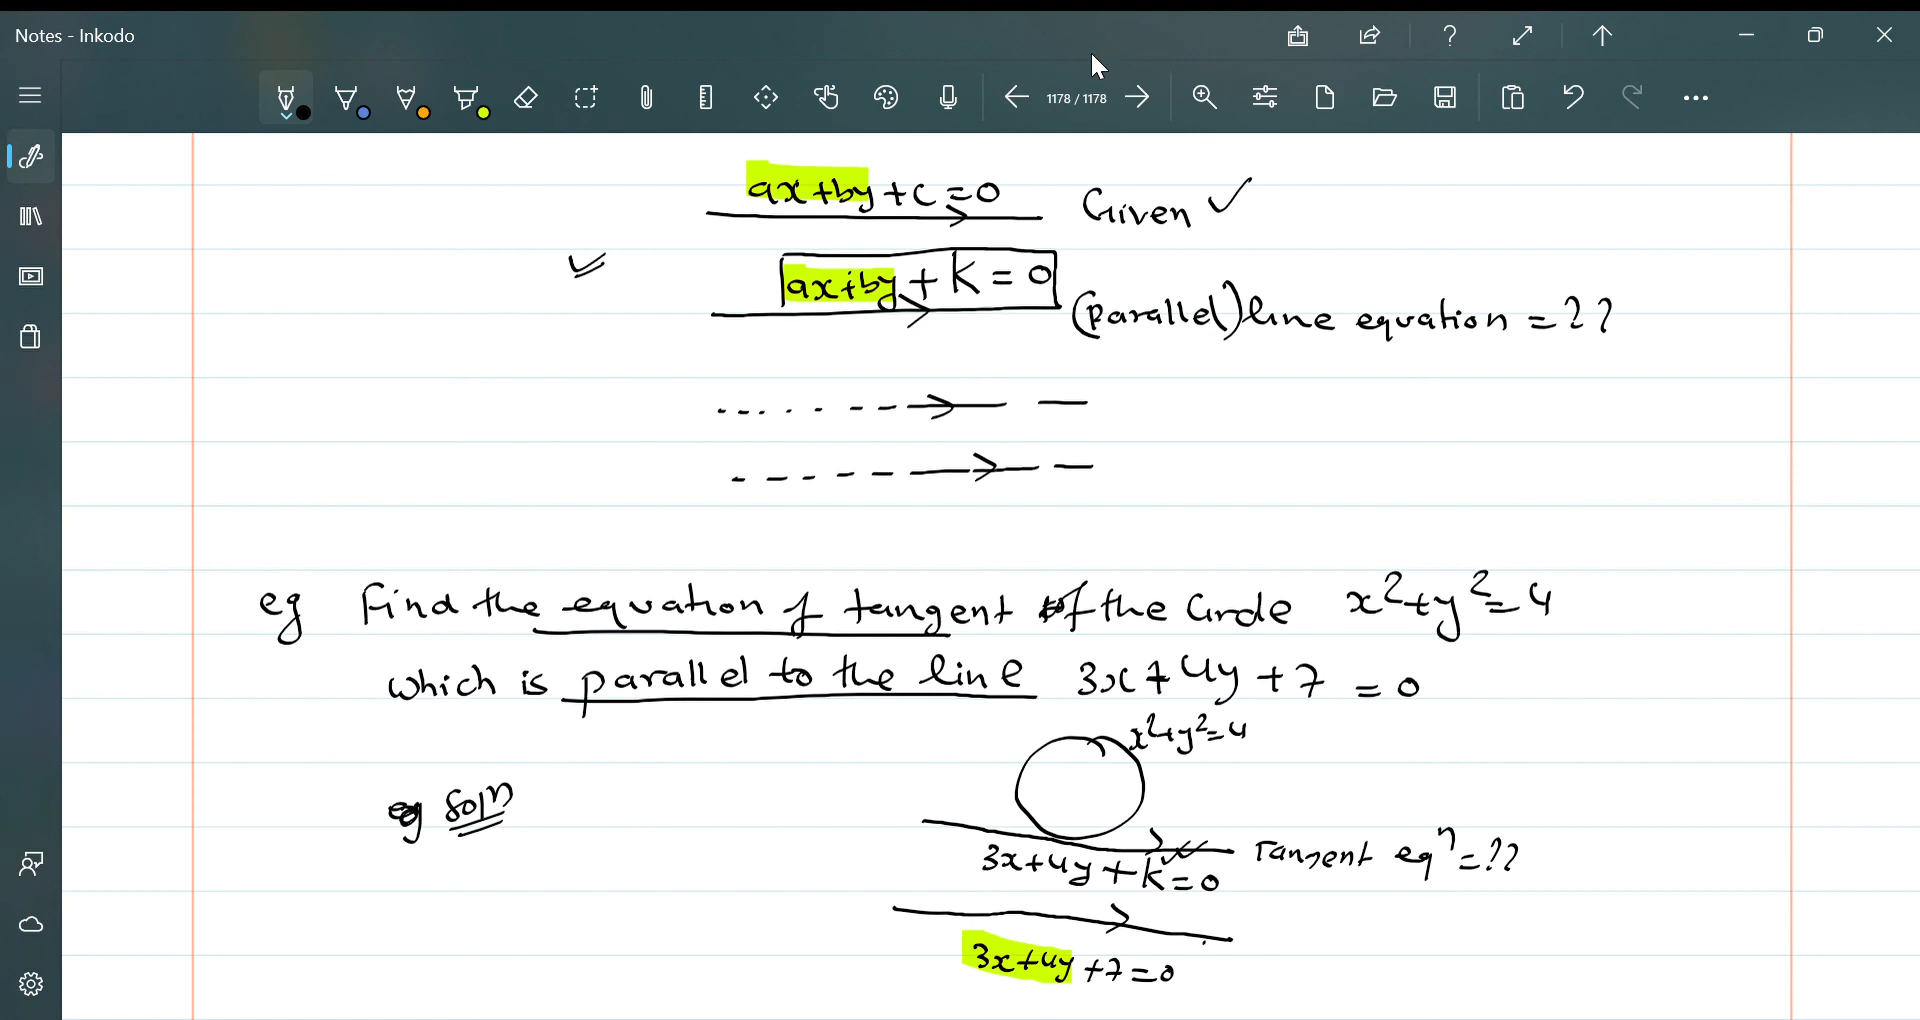 Notes - Inkodo
1178 / 1178
ax+by+c=0 Given ✓
ax+by+k=0
(parallel) line equation = ??
eg Find the equation of tangent of the circle x²+y²=4
which is parallel to the line 3x+4y+7=0
x²+y²=4
eg Solⁿ
3x+4y+k=0 Tangent eqⁿ=??
3x+4y+7=0